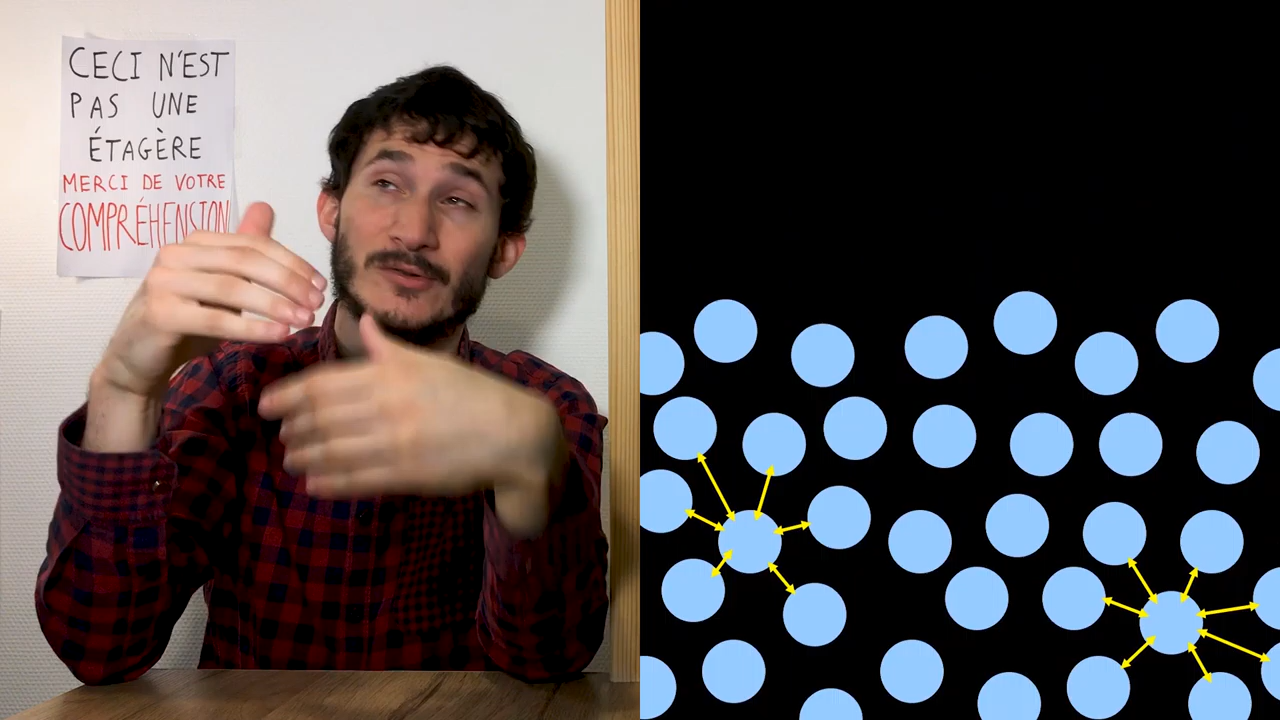 CECI N'EST
PAS UNE
ÉTAGÈRE
MERCI DE VOTRE
COMPRÉHENSION